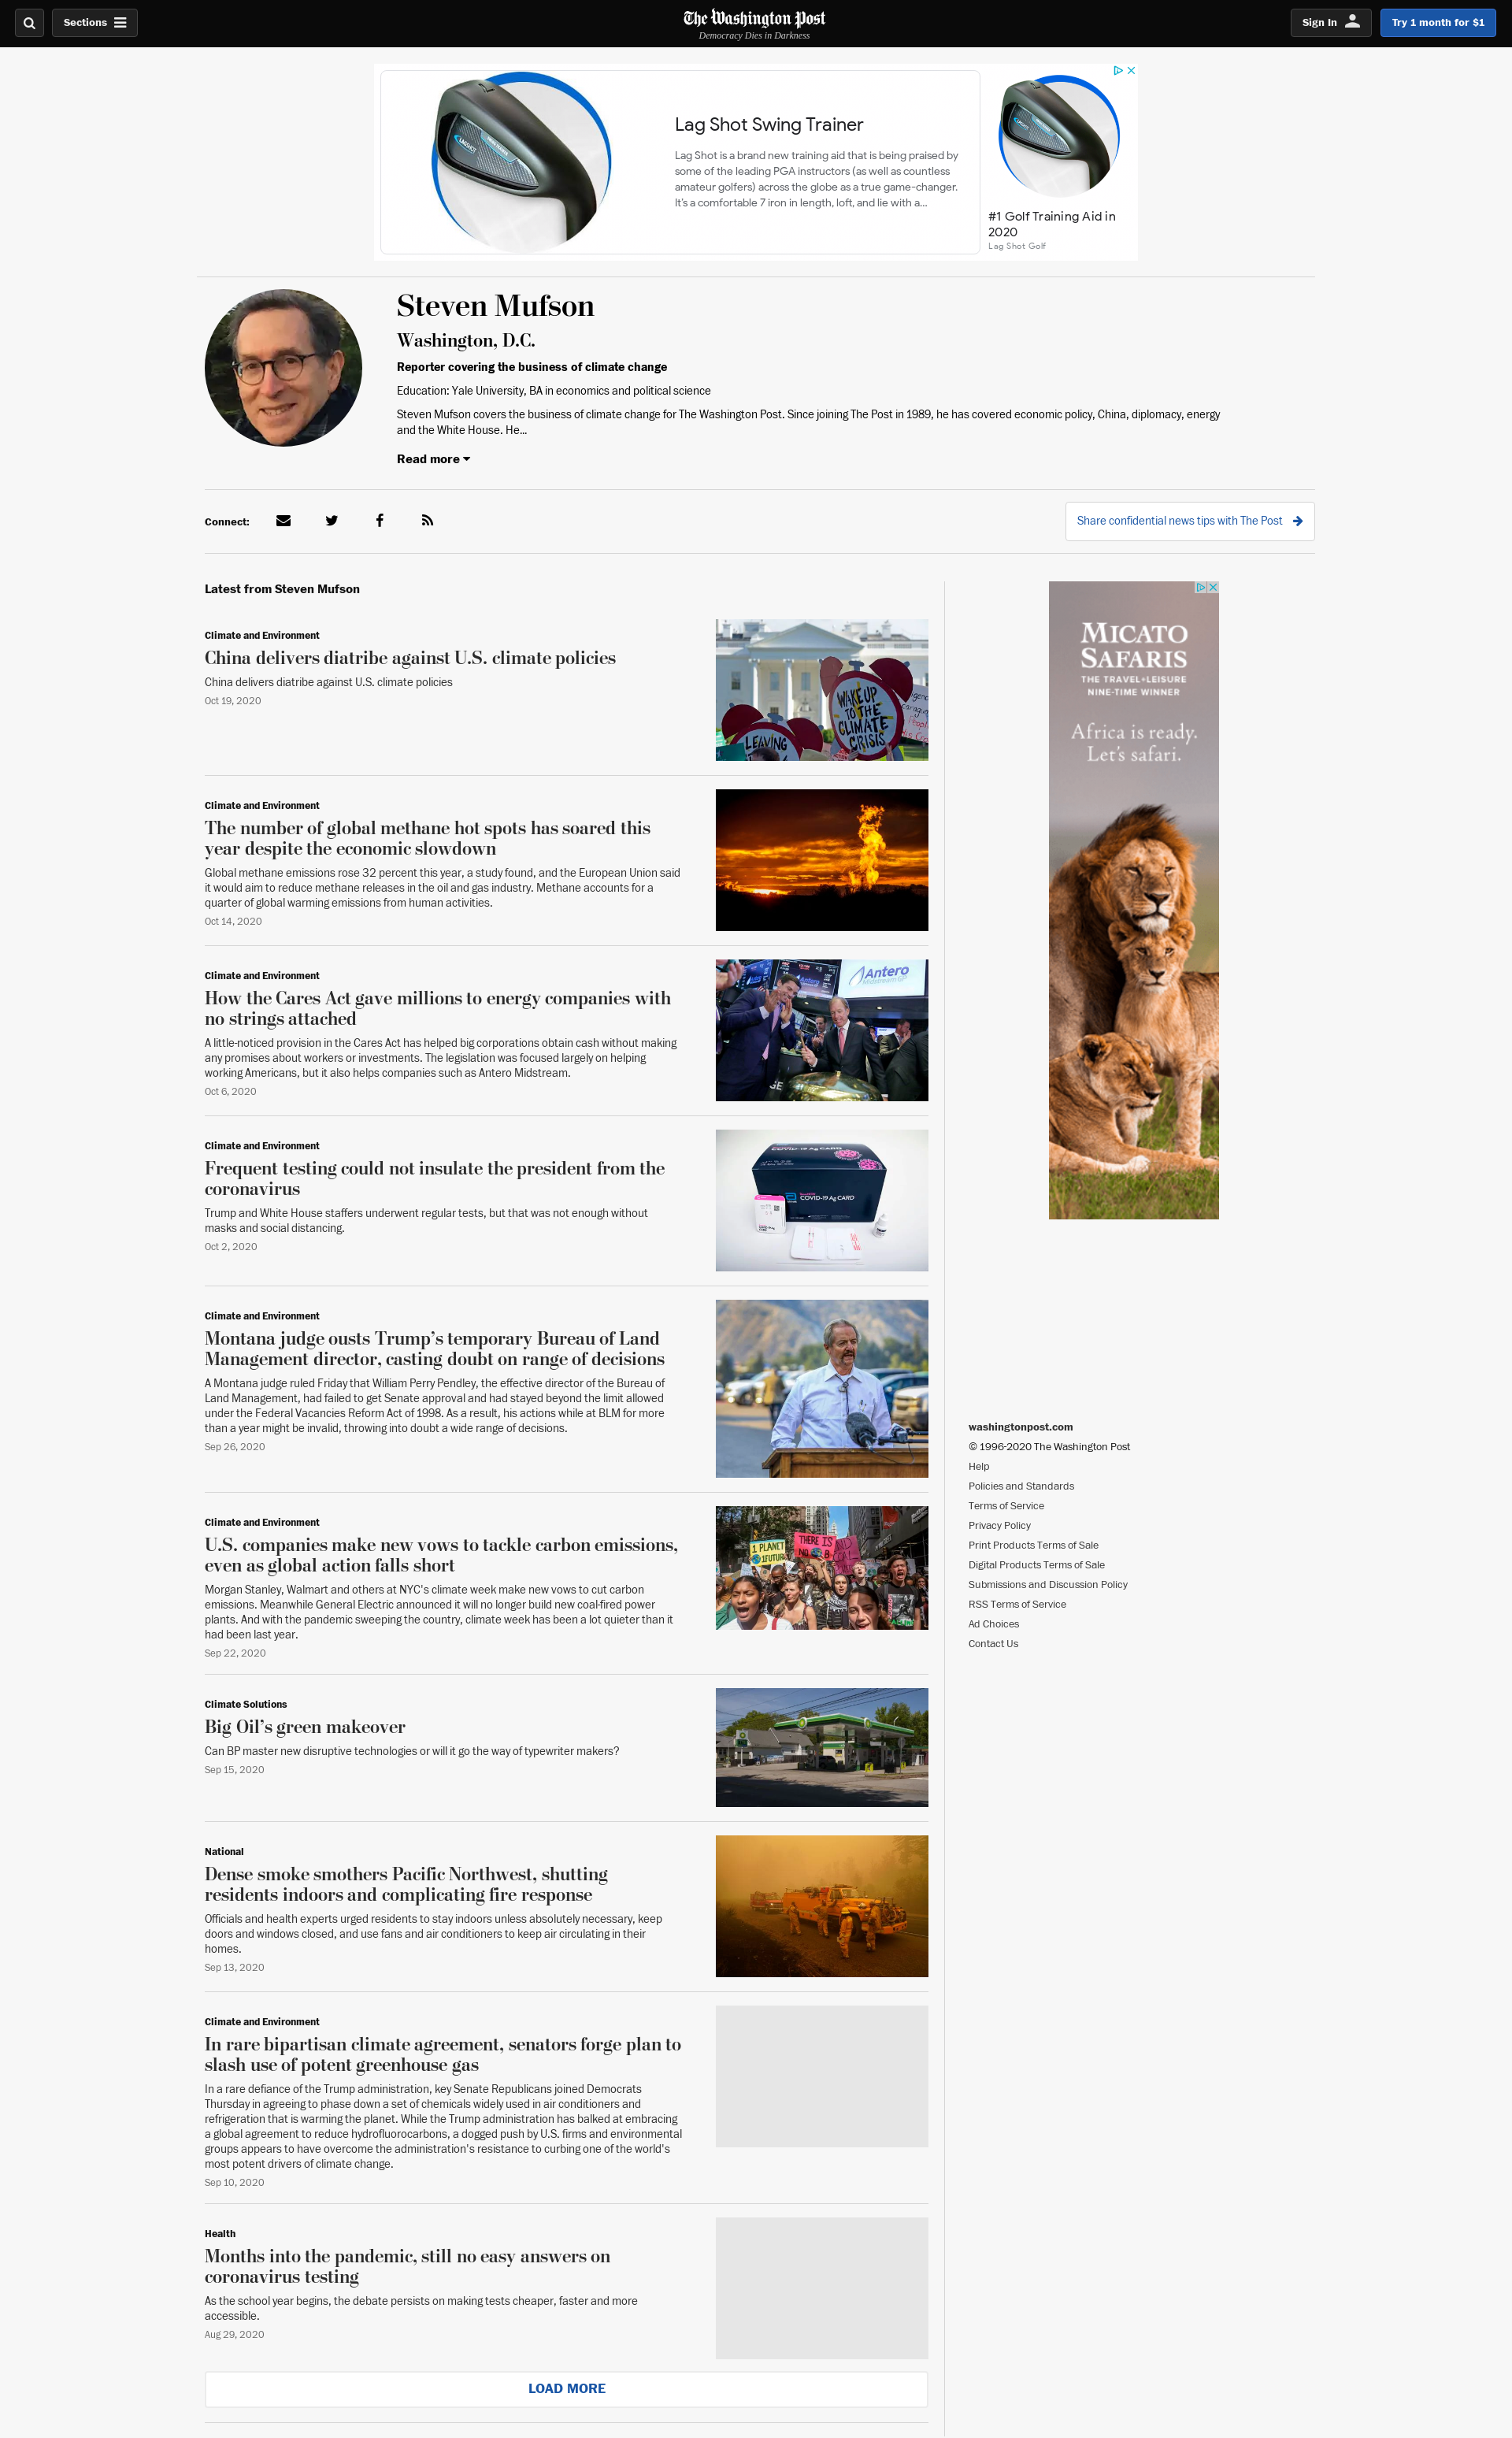 Sections
The Washington Post
Democracy Dies in Darkness
Sign In
Try 1 month for $1
Lag Shot Swing Trainer
Lag Shot is a brand new training aid that is being praised by
some of the leading PGA instructors (as well as countless
amateur golfers) across the globe as a true game-changer.
It's a comfortable 7 iron in length, loft, and lie with a...
#1 Golf Training Aid in
2020
Lag Shot Golf
Steven Mufson
Washington, D.C.
Reporter covering the business of climate change
Education: Yale University, BA in economics and political science
Steven Mufson covers the business of climate change for The Washington Post. Since joining The Post in 1989, he has covered economic policy, China, diplomacy, energy
and the White House. He...
Read more
Connect:
Share confidential news tips with The Post
Latest from Steven Mufson
Climate and Environment
China delivers diatribe against U.S. climate policies
China delivers diatribe against U.S. climate policies
Oct 19, 2020
WAKE UP
TO THE
CLIMATE
CRISIS
LEAVING
Climate and Environment
The number of global methane hot spots has soared this
year despite the economic slowdown
Global methane emissions rose 32 percent this year, a study found, and the European Union said
it would aim to reduce methane releases in the oil and gas industry. Methane accounts for a
quarter of global warming emissions from human activities.
Oct 14, 2020
Climate and Environment
How the Cares Act gave millions to energy companies with
no strings attached
A little-noticed provision in the Cares Act has helped big corporations obtain cash without making
any promises about workers or investments. The legislation was focused largely on helping
working Americans, but it also helps companies such as Antero Midstream.
Oct 6, 2020
Antero
Climate and Environment
Frequent testing could not insulate the president from the
coronavirus
Trump and White House staffers underwent regular tests, but that was not enough without
masks and social distancing.
Oct 2, 2020
COVID-19 Ag CARD
COVID-19 Ag CARD
Climate and Environment
Montana judge ousts Trump's temporary Bureau of Land
Management director, casting doubt on range of decisions
A Montana judge ruled Friday that William Perry Pendley, the effective director of the Bureau of
Land Management, had failed to get Senate approval and had stayed beyond the limit allowed
under the Federal Vacancies Reform Act of 1998. As a result, his actions while at BLM for more
than a year might be invalid, throwing into doubt a wide range of decisions.
Sep 26, 2020
Climate and Environment
U.S. companies make new vows to tackle carbon emissions,
even as global action falls short
Morgan Stanley, Walmart and others at NYC's climate week make new vows to cut carbon
emissions. Meanwhile General Electric announced it will no longer build new coal-fired power
plants. And with the pandemic sweeping the country, climate week has been a lot quieter than it
had been last year.
Sep 22, 2020
1 PLANET
1 FUTURE
THERE IS
NO
Climate Solutions
Big Oil's green makeover
Can BP master new disruptive technologies or will it go the way of typewriter makers?
Sep 15, 2020
National
Dense smoke smothers Pacific Northwest, shutting
residents indoors and complicating fire response
Officials and health experts urged residents to stay indoors unless absolutely necessary, keep
doors and windows closed, and use fans and air conditioners to keep air circulating in their
homes.
Sep 13, 2020
Climate and Environment
In rare bipartisan climate agreement, senators forge plan to
slash use of potent greenhouse gas
In a rare defiance of the Trump administration, key Senate Republicans joined Democrats
Thursday in agreeing to phase down a set of chemicals widely used in air conditioners and
refrigeration that is warming the planet. While the Trump administration has balked at embracing
a global agreement to reduce hydrofluorocarbons, a dogged push by U.S. firms and environmental
groups appears to have overcome the administration's resistance to curbing one of the world's
most potent drivers of climate change.
Sep 10, 2020
Health
Months into the pandemic, still no easy answers on
coronavirus testing
As the school year begins, the debate persists on making tests cheaper, faster and more
accessible.
Aug 29, 2020
LOAD MORE
MICATO
SAFARIS
THE TRAVEL+LEISURE
NINE-TIME WINNER
Africa is ready.
Let's safari.
washingtonpost.com
© 1996-2020 The Washington Post
Help
Policies and Standards
Terms of Service
Privacy Policy
Print Products Terms of Sale
Digital Products Terms of Sale
Submissions and Discussion Policy
RSS Terms of Service
Ad Choices
Contact Us